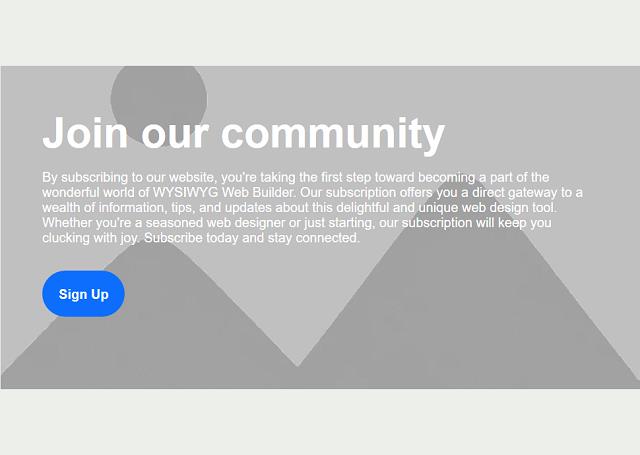 Join our community
By subscribing to our website, you're taking the first step toward becoming a part of the
wonderful world of WYSIWYG Web Builder. Our subscription offers you a direct gateway to a
wealth of information, tips, and updates about this delightful and unique web design tool.
Whether you're a seasoned web designer or just starting, our subscription will keep you
clucking with joy. Subscribe today and stay connected.
Sign Up